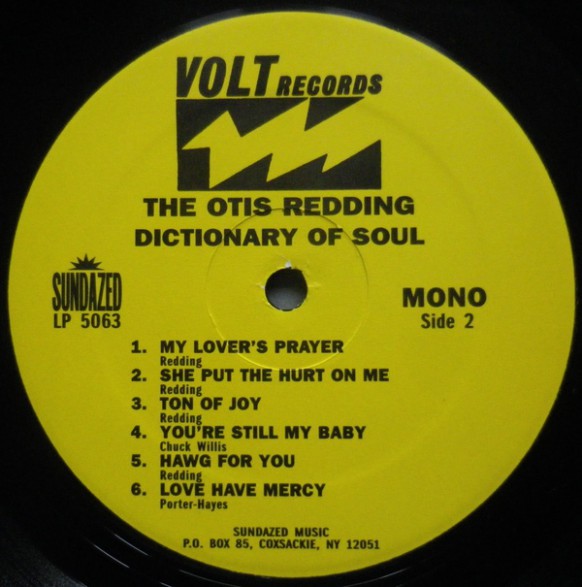 VOLT RECORDS
THE OTIS REDDING
DICTIONARY OF SOUL
SUNDAZED
LP 5063
MONO
Side 2
1. MY LOVER'S PRAYER
Redding
2. SHE PUT THE HURT ON ME
Redding
3. TON OF JOY
Redding
4. YOU'RE STILL MY BABY
Chuck Willis
5. HAWG FOR YOU
Redding
6. LOVE HAVE MERCY
Porter-Hayes
SUNDAZED MUSIC
P.O. BOX 85, COXSACKIE, NY 12051